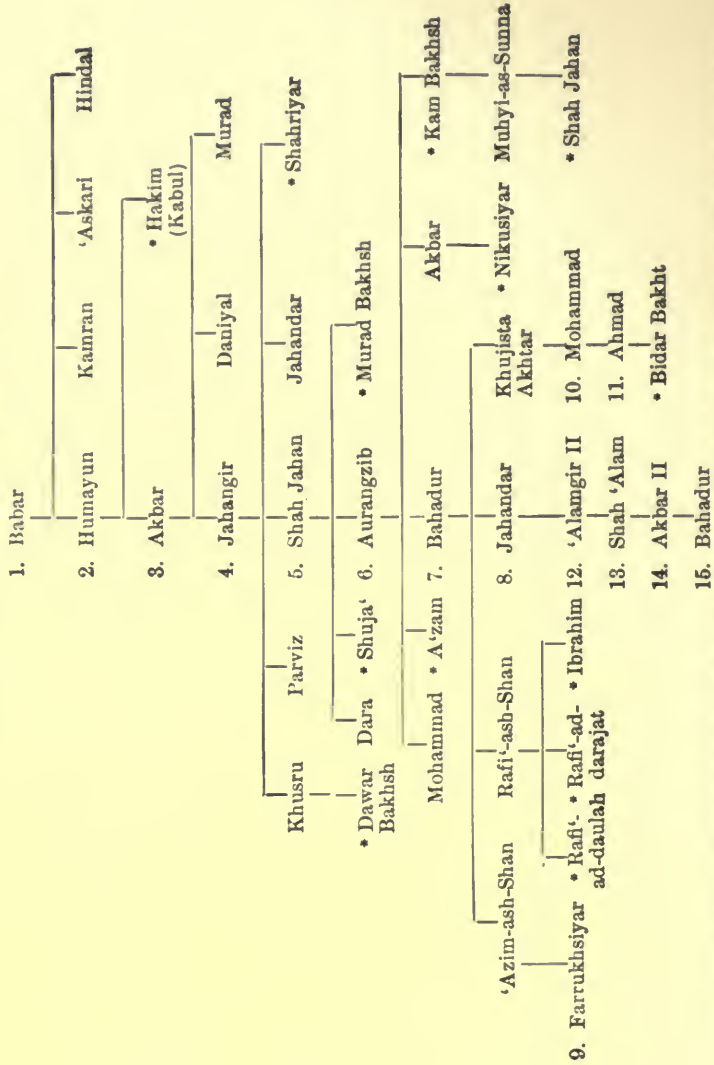 1. Babar
2. Humayun Kamran ‘Askari Hindal
3. Akbar * Hakim
(Kabul)
4. Jahangir Daniyal Murad
Khusru Parviz 5. Shah Jahan Jahandar * Shahriyar
* Dawar Dara * Shuja‘ 6. Aurangzib * Murad Bakhsh
Bakhsh
Mohammad * A‘zam 7. Bahadur Akbar * Kam Bakhsh
‘Azim-ash-Shan Rafi‘-ash-Shan 8. Jahandar Khujista * Nikusiyar Muhyi-as-Sunna
Akhtar
9. Farrukhsiyar * Rafi‘- * Rafi‘-ad- * Ibrahim 12. ‘Alamgir II 10. Mohammad * Shah Jahan
ad-daulah darajat
13. Shah ‘Alam 11. Ahmad
14. Akbar II * Bidar Bakht
15. Bahadur